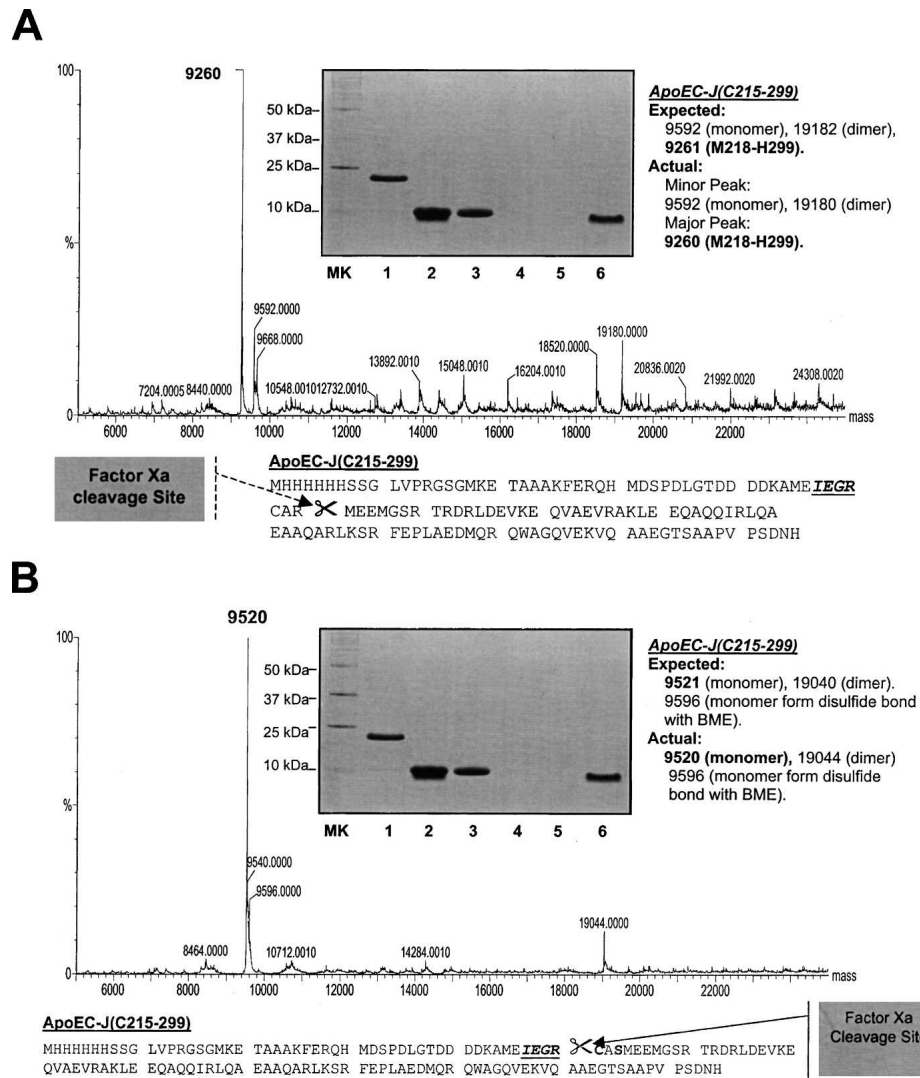 A
100
9260
%
0
50 kDa
37 kDa
25 kDa
10 kDa
MK 1 2 3 4 5 6
ApoEC-J(C215-299)
Expected:
9592 (monomer), 19182 (dimer),
9261 (M218-H299).
Actual:
Minor Peak:
9592 (monomer), 19180 (dimer)
Major Peak:
9260 (M218-H299).
7204.0005
8440.0000
9592.0000
9668.0000
10548.0010
12732.0010
13892.0010
15048.0010
16204.0010
18520.0000
19180.0000
20836.0020
21992.0020
24308.0020
6000 8000 10000 12000 14000 16000 18000 20000 22000 mass
Factor Xa
cleavage Site
ApoEC-J(C215-299)
MHHHHHHSSG LVPRGSGMKE TAAAKFERQH MDSPDLGTDD DDKAMEIEGR
CAR MEEMGSR TRDRLDEVKE QVAEVRAKLE EQAQQIRLQA
EAAQARLKSR FEPLAEDMQR QWAGQVEKVQ AAEGTSAAPV PSDNH
B
100
9520
%
0
50 kDa
37 kDa
25 kDa
10 kDa
MK 1 2 3 4 5 6
ApoEC-J(C215-299)
Expected:
9521 (monomer), 19040 (dimer).
9596 (monomer form disulfide bond
with BME).
Actual:
9520 (monomer), 19044 (dimer)
9596 (monomer form disulfide
bond with BME).
8464.0000
9540.0000
9596.0000
10712.0010
14284.0010
19044.0000
6000 8000 10000 12000 14000 16000 18000 20000 22000 mass
ApoEC-J(C215-299)
Factor Xa
Cleavage Sit
MHHHHHHSSG LVPRGSGMKE TAAAKFERQH MDSPDLGTDD DDKAMEIEGR CASMEEMGSR TRDRLDEVKE
QVAEVRAKLE EQAQQIRLQA EAAQARLKSR FEPLAEDMQR QWAGQVEKVQ AAEGTSAAPV PSDNH